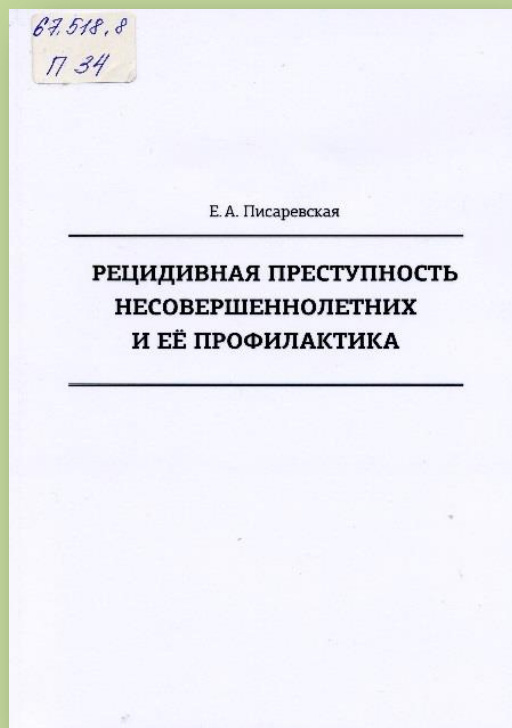 67.518.8
П 34
Е. А. Писаревская
РЕЦИДИВНАЯ ПРЕСТУПНОСТЬ
НЕСОВЕРШЕННОЛЕТНИХ
И ЕЁ ПРОФИЛАКТИКА